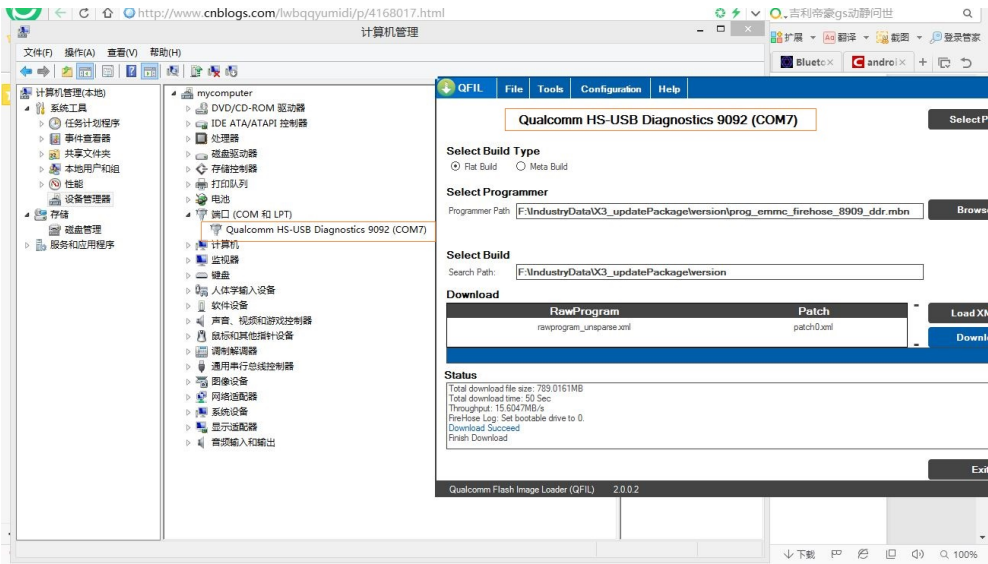 http://www.cnblogs.com/lwbqqyumidi/p/4168017.html
吉利帝豪gs动静问世
计算机管理
扩展 翻译 截图 登录管家
文件(F) 操作(A) 查看(V) 帮助(H)
Bluetc androi
计算机管理(本地)
系统工具
任务计划程序
事件查看器
共享文件夹
本地用户和组
性能
设备管理器
存储
磁盘管理
服务和应用程序
mycomputer
DVD/CD-ROM 驱动器
IDE ATA/ATAPI 控制器
处理器
磁盘驱动器
存储控制器
打印队列
电池
端口 (COM 和 LPT)
Qualcomm HS-USB Diagnostics 9092 (COM7)
计算机
监视器
键盘
人体学输入设备
软件设备
声音、视频和游戏控制器
鼠标和其他指针设备
调制解调器
通用串行总线控制器
图像设备
网络适配器
系统设备
显示适配器
音频输入和输出
QFIL File Tools Configuration Help
Qualcomm HS-USB Diagnostics 9092 (COM7)
Select P
Select Build Type
Flat Build Meta Build
Select Programmer
Programmer Path F:\IndustryData\X3_updatePackage\version\prog_emmc_firehose_8909_ddr.mbn Brows
Select Build
Search Path: F:\IndustryData\X3_updatePackage\version
Download
RawProgram Patch
Load XM
rawprogram_unsparse.xml patch0.xml
Downl
Status
Total download file size: 789.0161MB
Total download time: 50 Sec
Throughput: 15.6047MB/s
FireHose Log: Set bootable drive to 0.
Download Succeed
Finish Download
Exit
Qualcomm Flash Image Loader (QFIL) 2.0.0.2
下载 100%